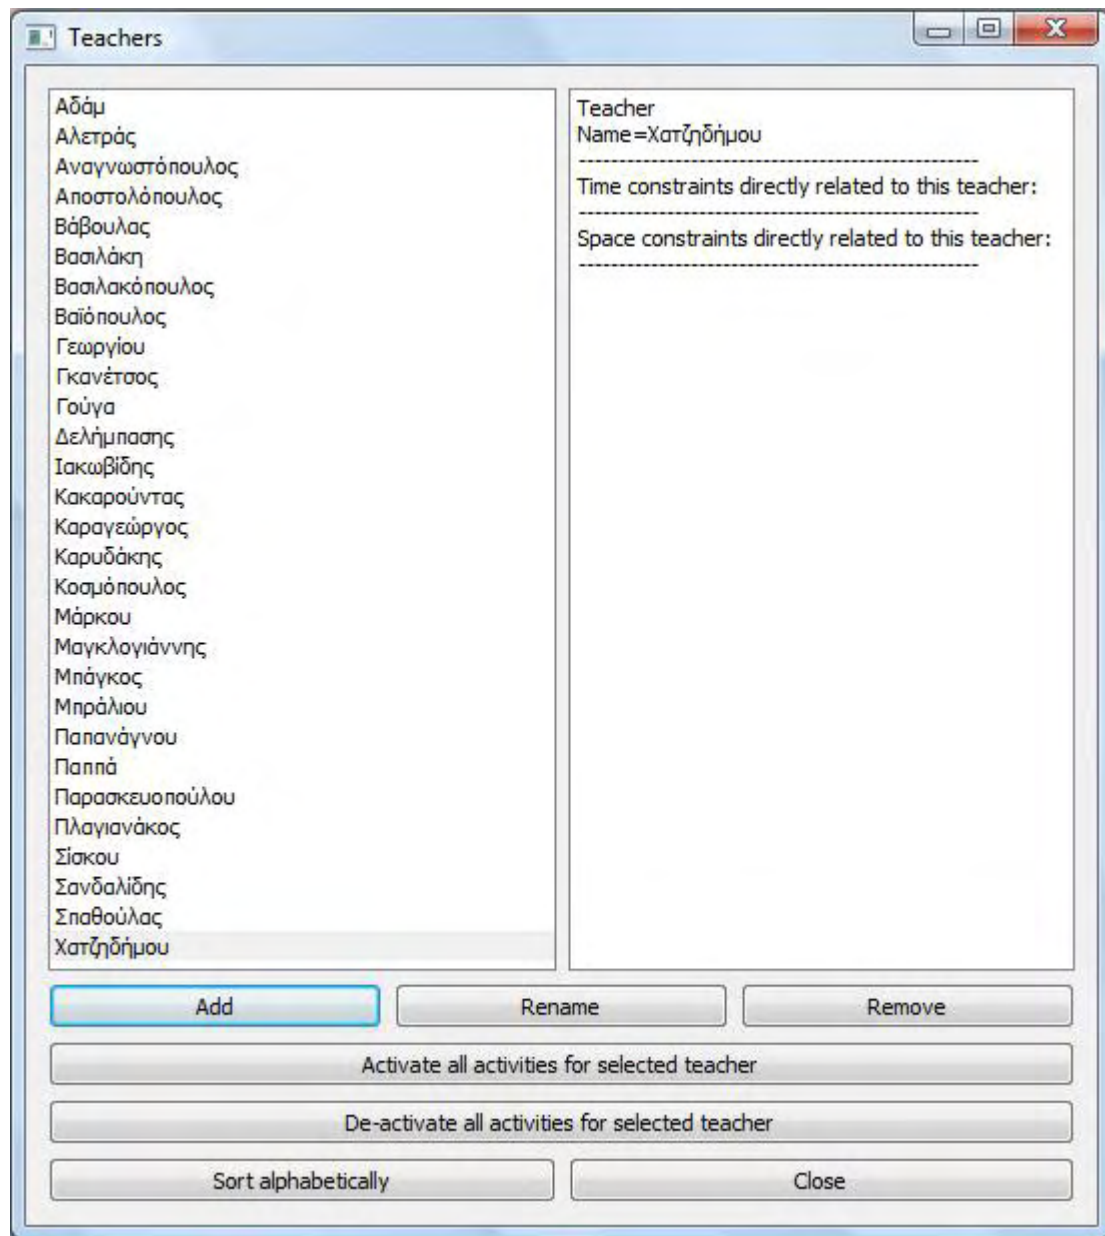 Teachers
Αδάμ
Αλετράς
Αναγνωστόπουλος
Αποστολόπουλος
Βάβουλας
Βασιλάκη
Βασιλακόπουλος
Βαϊόπουλος
Γεωργίου
Γκανέτσος
Γούγα
Δελήμπασης
Ιακωβίδης
Κακαρούντας
Καραγεώργος
Καρυδάκης
Κοσμόπουλος
Μάρκου
Μαγκλογιάννης
Μπάγκος
Μπράλιου
Παπανάγνου
Παππά
Παρασκευοπούλου
Πλαγιανάκος
Σίσκου
Σανδαλίδης
Σπαθούλας
Χατζηδήμου
Teacher
Name=Χατζηδήμου
--------------------------------------------------
Time constraints directly related to this teacher:
--------------------------------------------------
Space constraints directly related to this teacher:
--------------------------------------------------
Add
Rename
Remove
Activate all activities for selected teacher
De-activate all activities for selected teacher
Sort alphabetically
Close